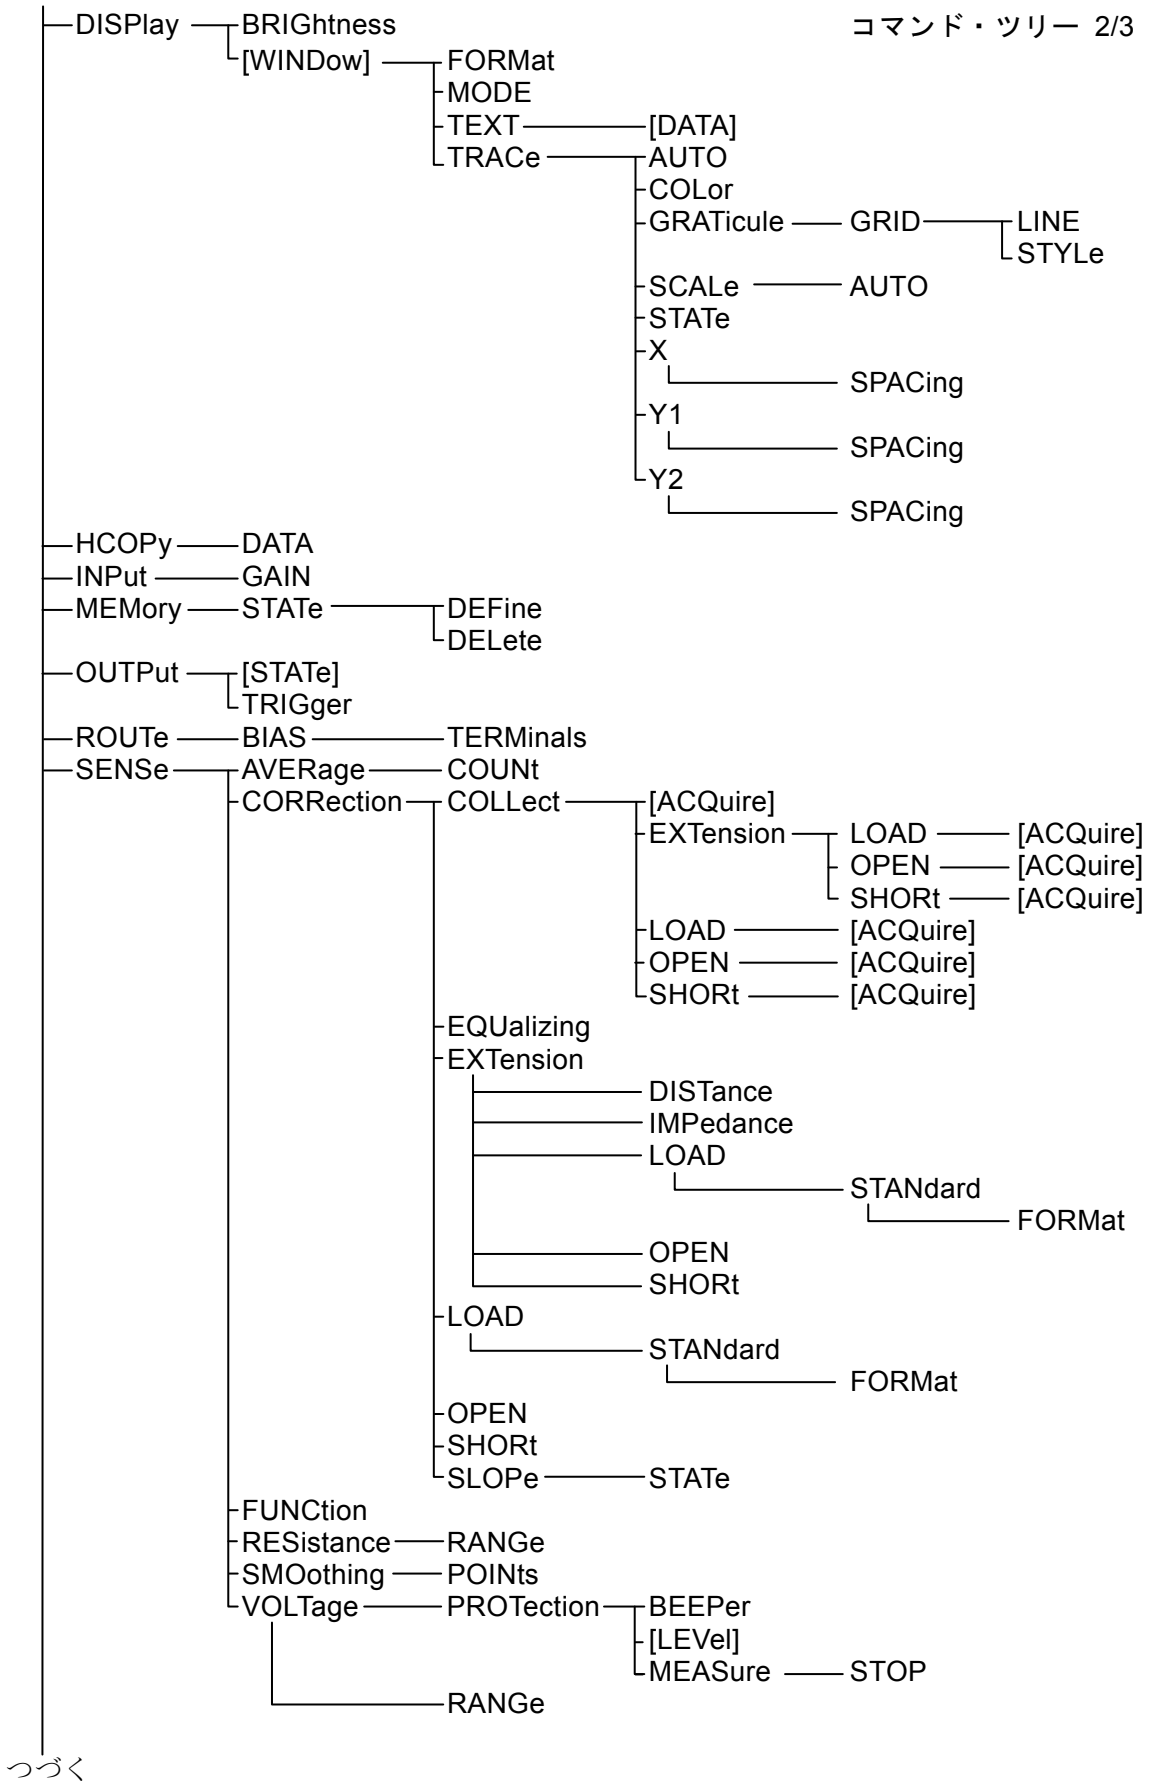 コマンド・ツリー 2/3
DISPlay BRIGhtness
[WINDow] FORMat
MODE
TEXT [DATA]
TRACe AUTO
COLor
GRATicule GRID LINE
STYLe
SCALe AUTO
STATe
X
SPACing
Y1
SPACing
Y2
SPACing
HCOPy DATA
INPut GAIN
MEMory STATe DEFine
DELete
OUTPut [STATe]
TRIGger
ROUTe BIAS TERMinals
SENSe AVERage COUNt
CORRection COLLect [ACQuire]
EXTension LOAD [ACQuire]
OPEN [ACQuire]
SHORt [ACQuire]
LOAD [ACQuire]
OPEN [ACQuire]
SHORt [ACQuire]
EQUalizing
EXTension
DISTance
IMPedance
LOAD
STANdard
FORMat
OPEN
SHORt
LOAD
STANdard
FORMat
OPEN
SHORt
SLOPe STATe
FUNCtion
RESistance RANGe
SMOothing POINts
VOLTage PROTection BEEPer
[LEVel]
MEASure STOP
RANGe
つづく